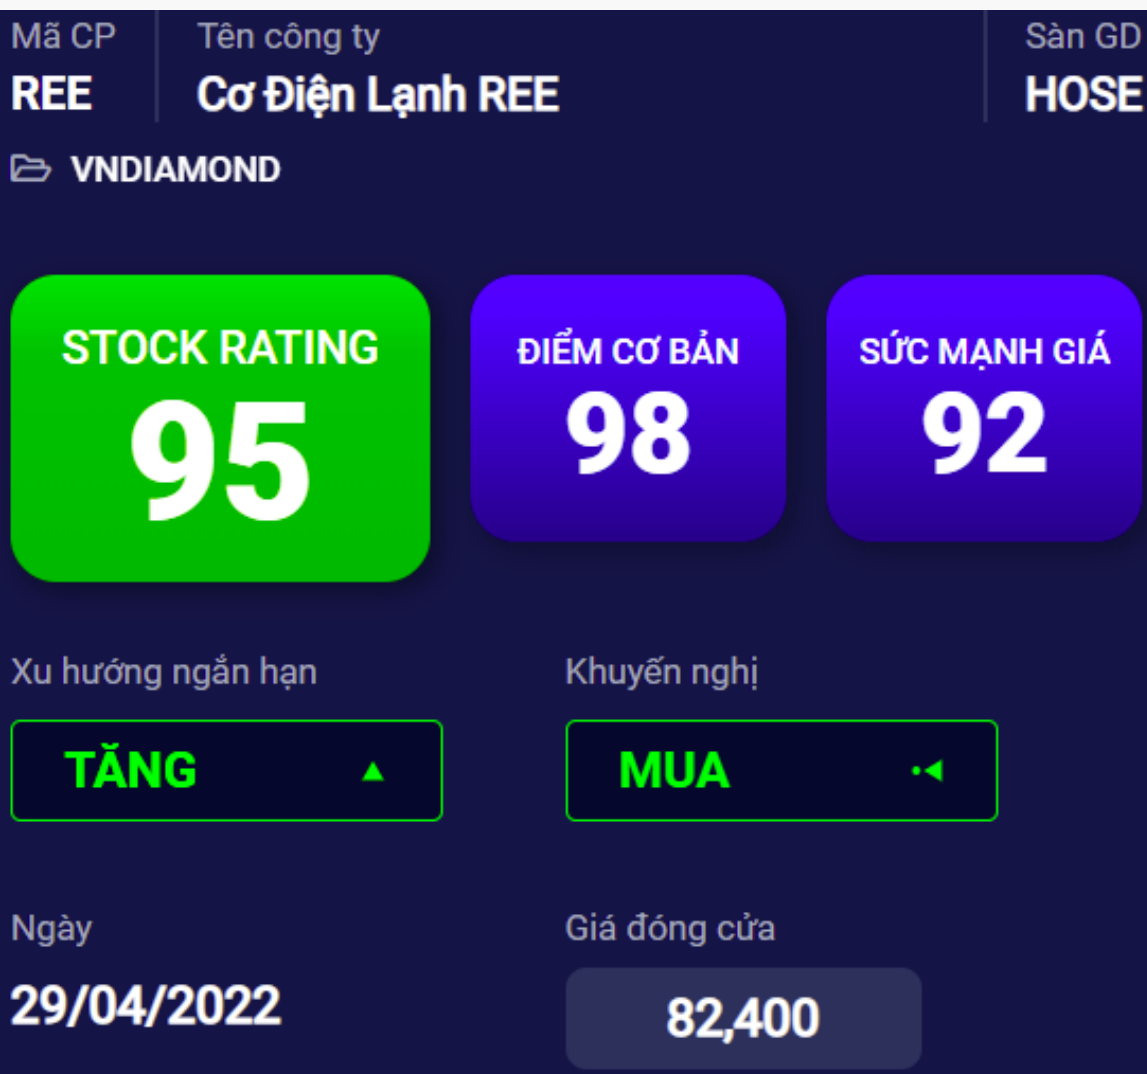 Mã CP Tên công ty Sàn GD
REE Cơ Điện Lạnh REE HOSE
VNDIAMOND
STOCK RATING ĐIỂM CƠ BẢN SỨC MẠNH GIÁ
95 98 92
Xu hướng ngắn hạn Khuyến nghị
TĂNG MUA
Ngày Giá đóng cửa
29/04/2022 82,400